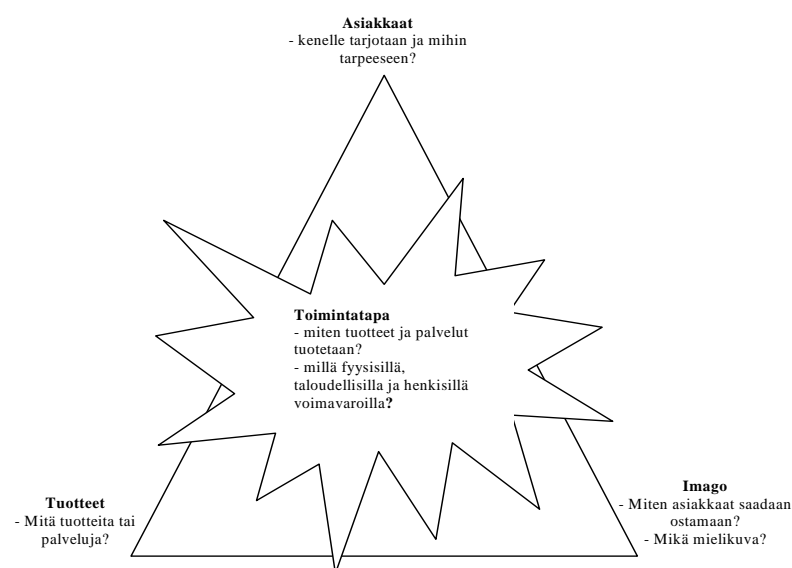 Asiakkaat
- kenelle tarjotaan ja mihin
tarpeeseen?
Toimintatapa
- miten tuotteet ja palvelut
tuotetaan?
- millä fyysisillä,
taloudellisilla ja henkisillä
voimavaroilla?
Tuotteet
- Mitä tuotteita tai
palveluja?
Imago
- Miten asiakkaat saadaan
ostamaan?
- Mikä mielikuva?